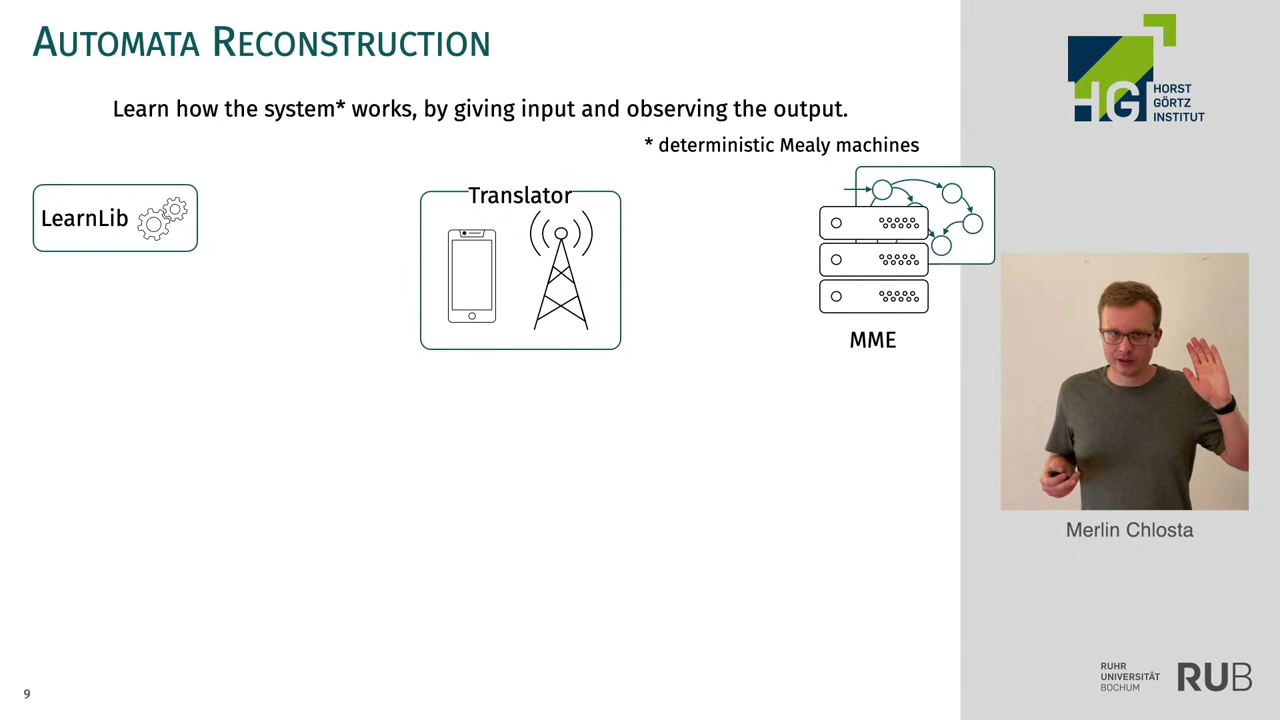 AUTOMATA RECONSTRUCTION
Learn how the system* works, by giving input and observing the output.
* deterministic Mealy machines
LearnLib
Translator
MME
9
HGI
HORST
GÖRTZ
INSTITUT
Merlin Chlosta
RUHR
UNIVERSITÄT
BOCHUM
RUB